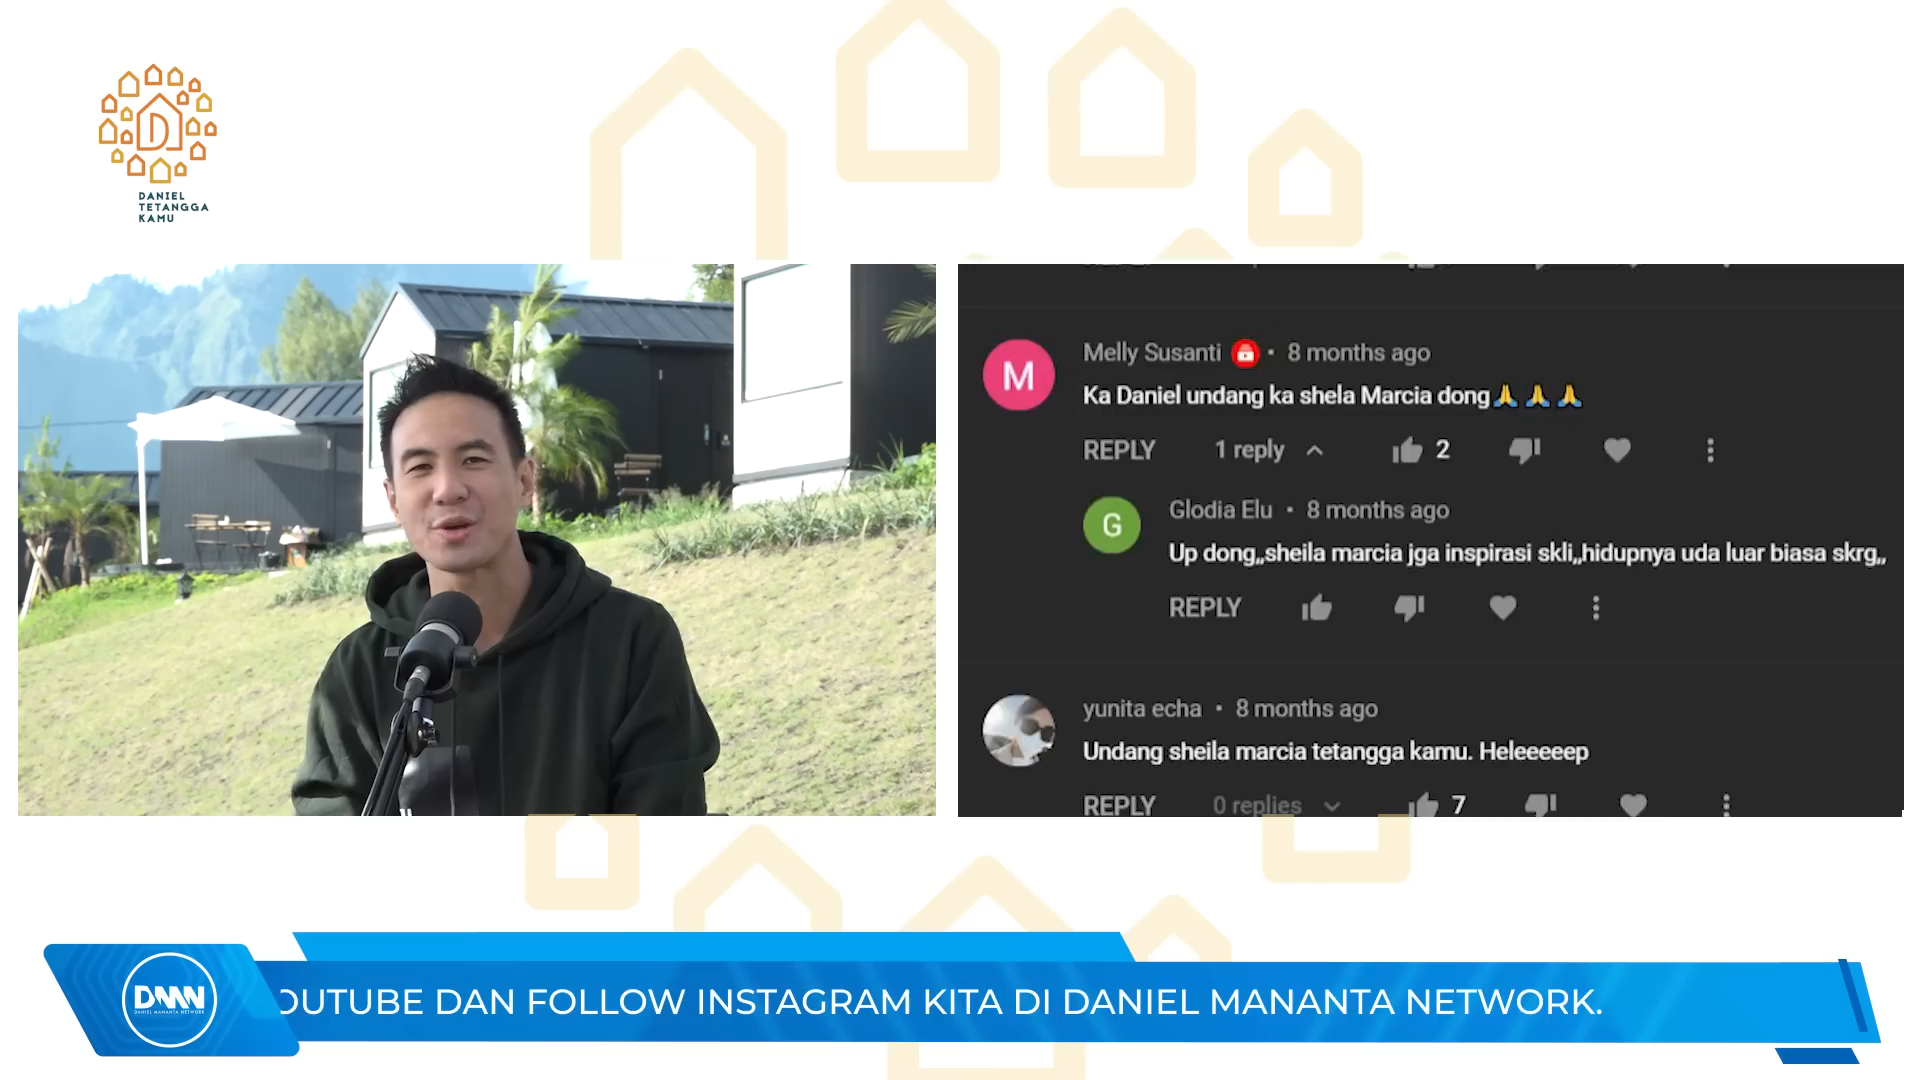 DANIEL
TETANGGA
KAMU
Melly Susanti • 8 months ago
Ka Daniel undang ka shela Marcia dong🙏🙏🙏
REPLY 1 reply 2
G
Glodia Elu • 8 months ago
Up dong,,sheila marcia jga inspirasi skli,,hidupnya uda luar biasa skrg,,
REPLY
M
yunita echa • 8 months ago
Undang sheila marcia tetangga kamu. Heleeeeep
REPLY 0 replies 7
DMN
DANIEL MANANTA NETWORK
OUTUBE DAN FOLLOW INSTAGRAM KITA DI DANIEL MANANTA NETWORK.